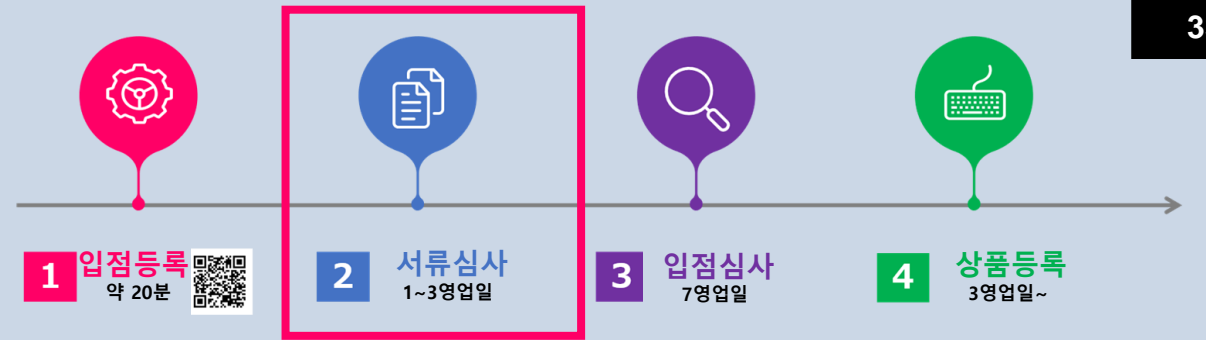 3
1 입점등록
약 20분
2 서류심사
1~3영업일
3 입점심사
7영업일
4 상품등록
3영업일~